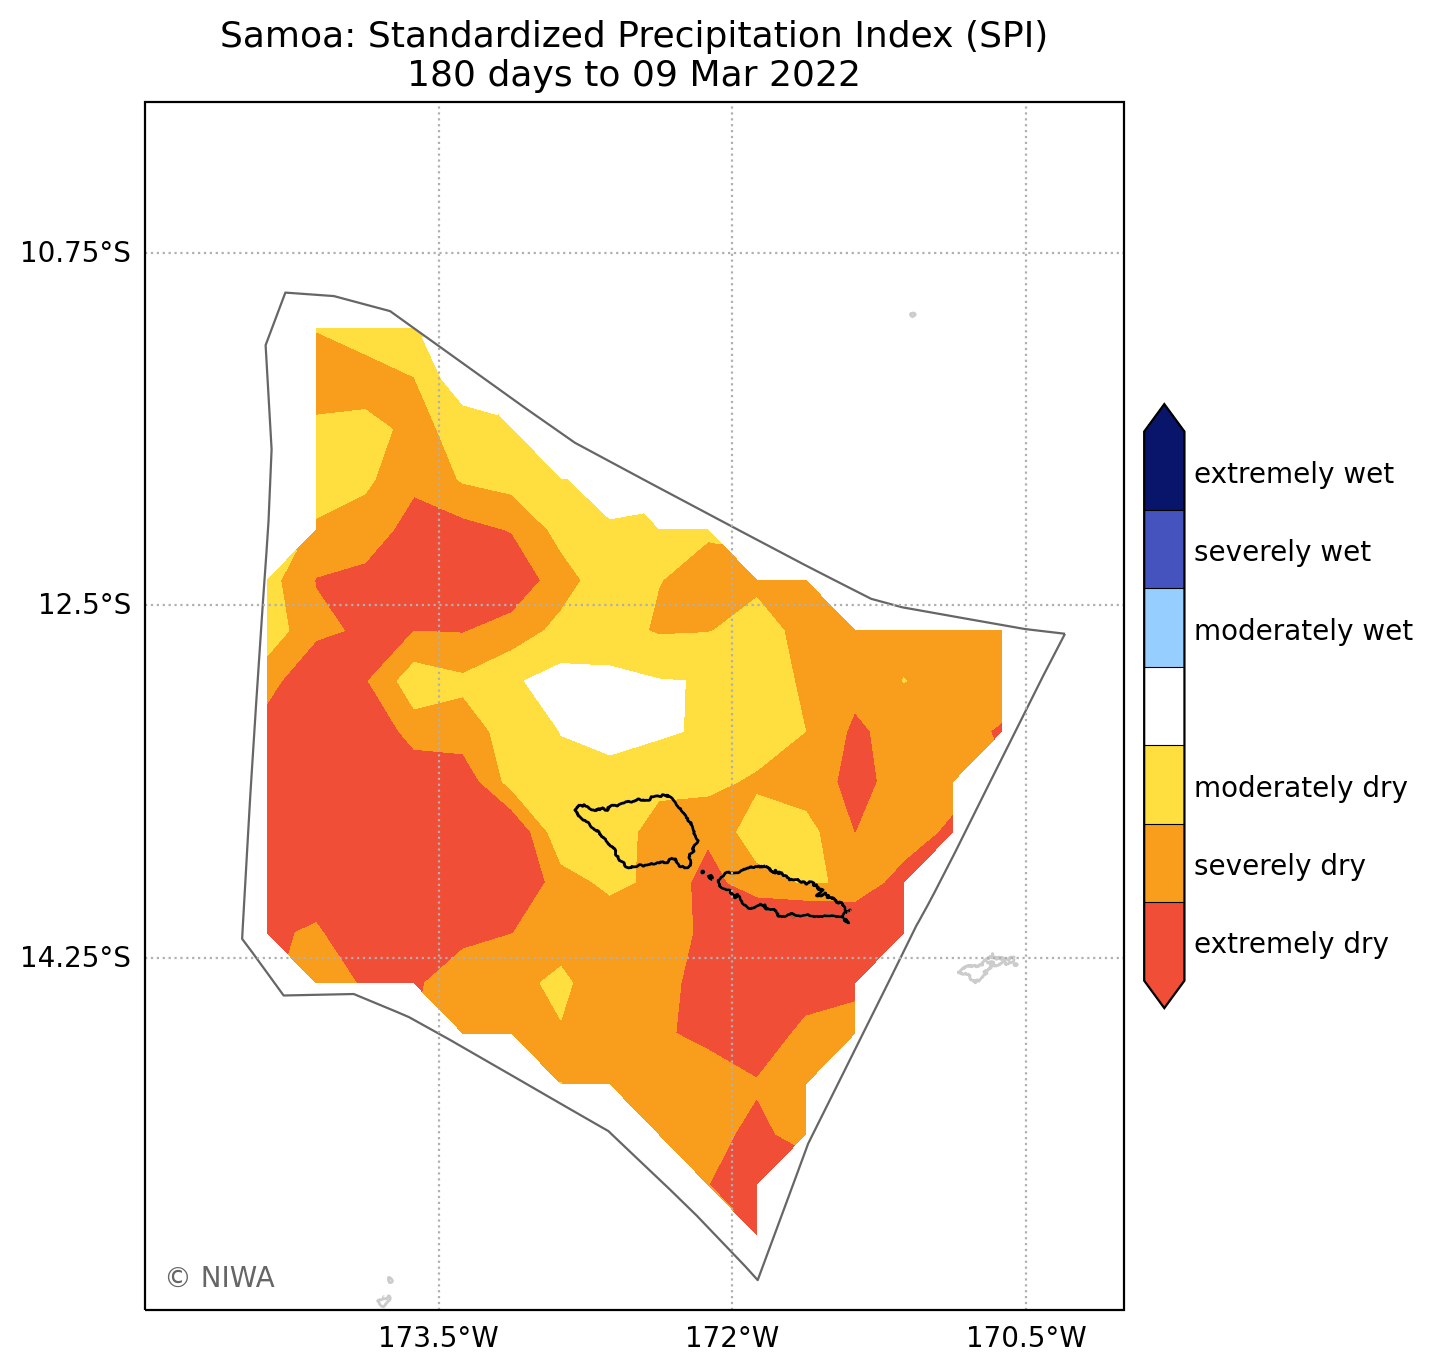 Samoa: Standardized Precipitation Index (SPI)
180 days to 09 Mar 2022
10.75°S
12.5°S
14.25°S
173.5°W
172°W
170.5°W
extremely wet
severely wet
moderately wet
moderately dry
severely dry
extremely dry
© NIWA